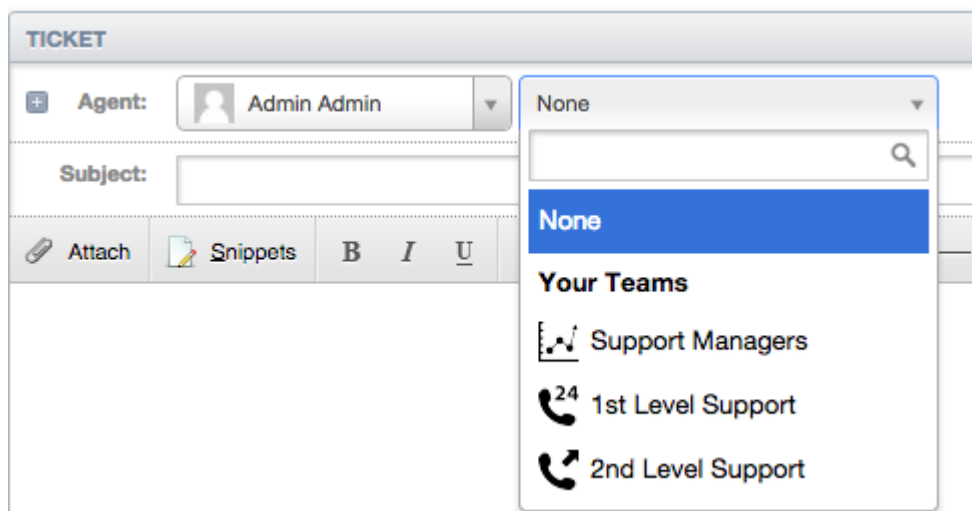 TICKET
Agent: Admin Admin None
Subject:
None
Attach Snippets B I U
Your Teams
Support Managers
24 1st Level Support
2nd Level Support